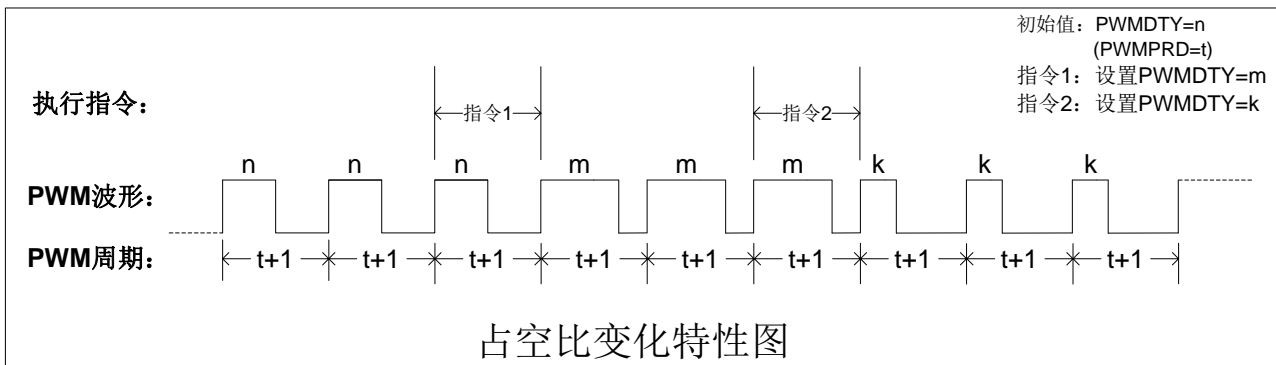 初始值：PWMDTY=n
(PWMPRD=t)
指令1：设置PWMDTY=m
指令2：设置PWMDTY=k
执行指令：
指令1
指令2
n n n m m m k k k
PWM波形：
PWM周期：
t+1 t+1 t+1 t+1 t+1 t+1 t+1 t+1 t+1
占空比变化特性图